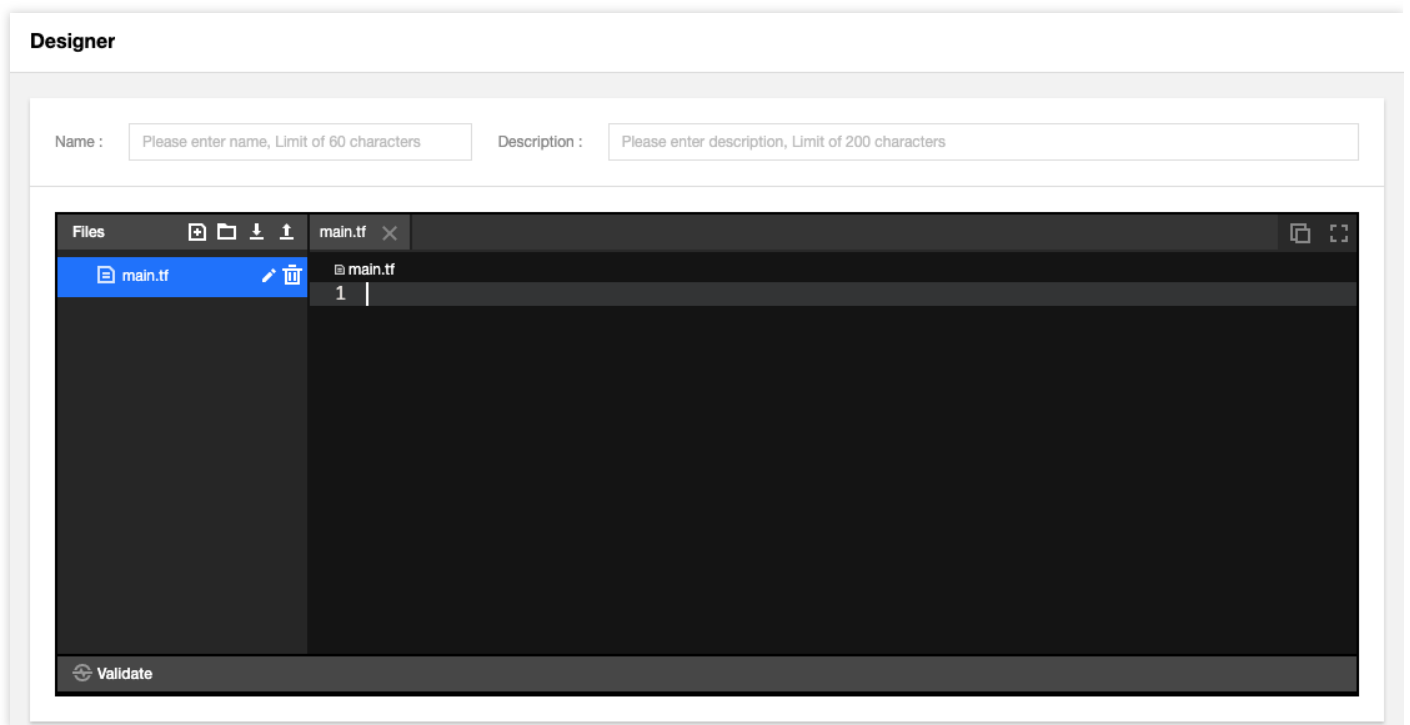 Designer
Name : Please enter name, Limit of 60 characters Description : Please enter description, Limit of 200 characters
Files main.tf
main.tf main.tf
1
Validate